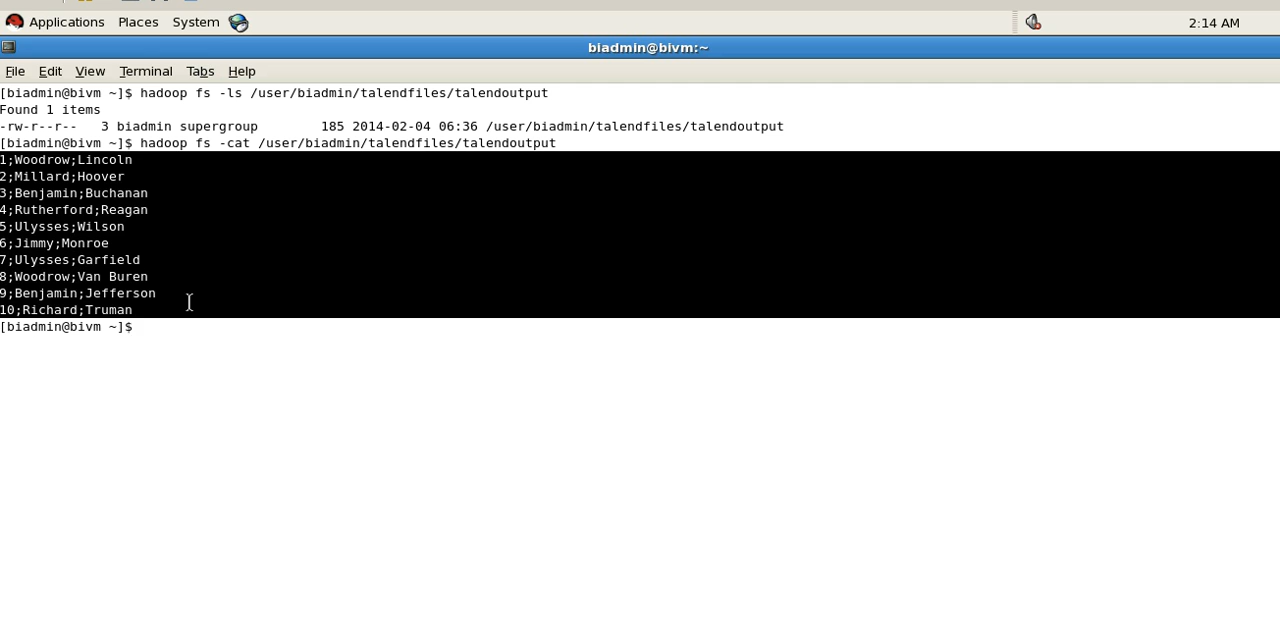 Applications Places System 2:14 AM
biadmin@bivm:~
File Edit View Terminal Tabs Help
[biadmin@bivm ~]$ hadoop fs -ls /user/biadmin/talendfiles/talendoutput
Found 1 items
-rw-r--r--   3 biadmin supergroup        185 2014-02-04 06:36 /user/biadmin/talendfiles/talendoutput
[biadmin@bivm ~]$ hadoop fs -cat /user/biadmin/talendfiles/talendoutput
1;Woodrow;Lincoln
2;Millard;Hoover
3;Benjamin;Buchanan
4;Rutherford;Reagan
5;Ulysses;Wilson
6;Jimmy;Monroe
7;Ulysses;Garfield
8;Woodrow;Van Buren
9;Benjamin;Jefferson
10;Richard;Truman
[biadmin@bivm ~]$